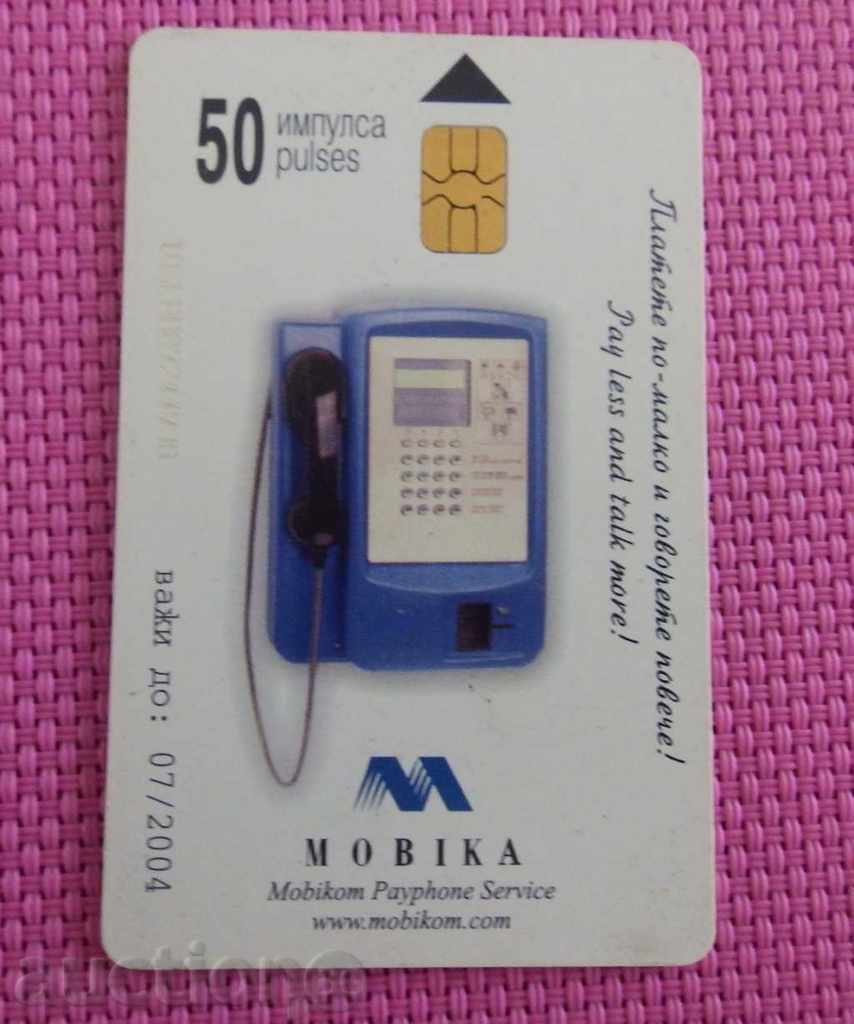 50 импулса
pulses
Платете по-малко и говорете повече!
Pay less and talk more!
важи до: 07/2004
MOBIKA
Mobikom Payphone Service
www.mobikom.com